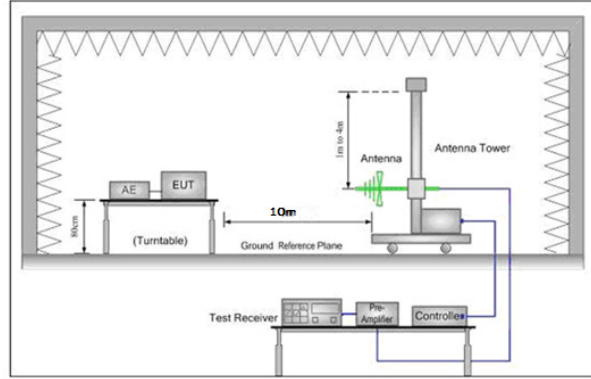 1m to 4m
Antenna
Antenna Tower
AE
EUT
10m
80cm
(Turntable)
Ground Reference Plane
Test Receiver
Pre-
Amplifier
Controller